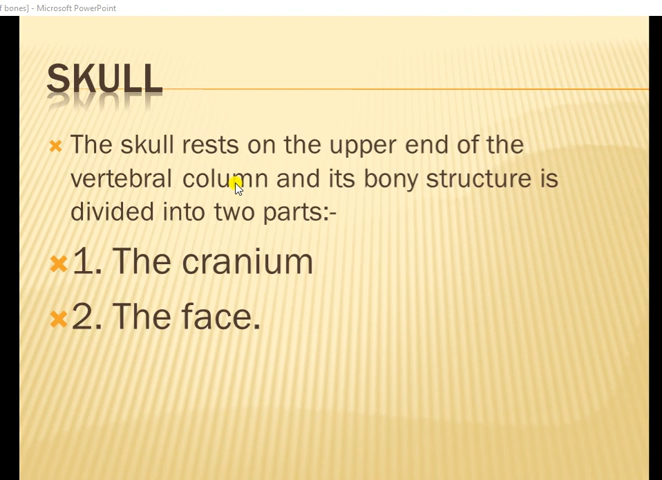 f bones] - Microsoft PowerPoint
SKULL
The skull rests on the upper end of the
vertebral column and its bony structure is
divided into two parts:-
1. The cranium
2. The face.